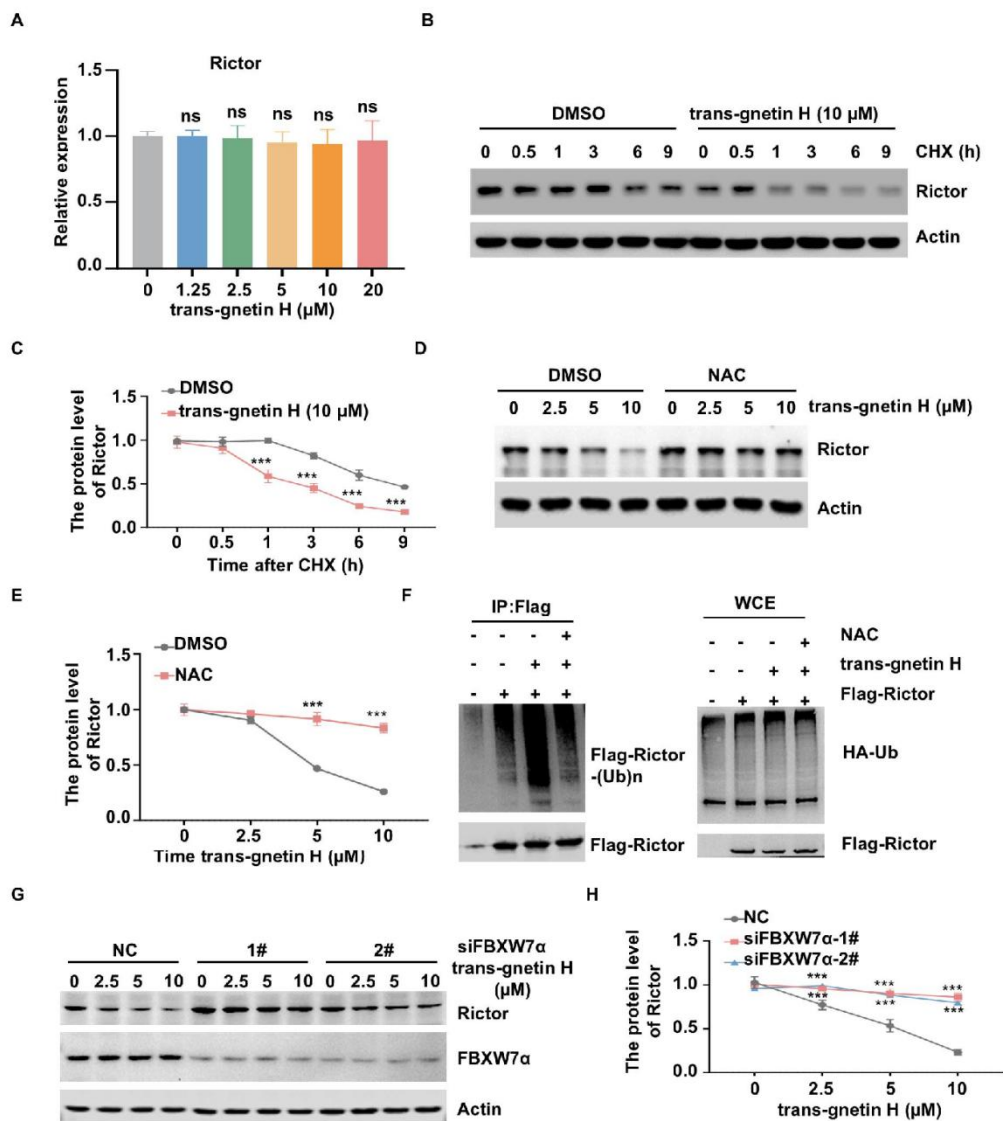 A
Rictor
Relative expression
1.5
1.0
0.5
0.0
ns ns ns ns ns
0 1.25 2.5 5 10 20
trans-gnetin H (μM)
B
DMSO trans-gnetin H (10 μM)
0 0.5 1 3 6 9 0 0.5 1 3 6 9 CHX (h)
Rictor
Actin
C
DMSO
trans-gnetin H (10 μM)
The protein level
of Rictor
1.5
1.0
0.5
0.0
*** *** *** ***
0 0.5 1 3 6 9
Time after CHX (h)
D
DMSO NAC
0 2.5 5 10 0 2.5 5 10 trans-gnetin H (μM)
Rictor
Actin
E
DMSO
NAC
The protein level
of Rictor
1.5
1.0
0.5
0.0
*** ***
0 2.5 5 10
Time trans-gnetin H (μM)
F
IP:Flag
- - - +
- - + +
- + + +
Flag-Rictor
-(Ub)n
Flag-Rictor
WCE
- - - + NAC
- - + + trans-gnetin H
- + + + Flag-Rictor
HA-Ub
Flag-Rictor
G
NC 1# 2# siFBXW7α
0 2.5 5 10 0 2.5 5 10 0 2.5 5 10 trans-gnetin H
(μM)
Rictor
FBXW7α
Actin
H
NC
siFBXW7α-1#
siFBXW7α-2#
The protein level
of Rictor
1.5
1.0
0.5
0.0
*** *** ***
*** *** ***
0 2.5 5 10
trans-gnetin H (μM)